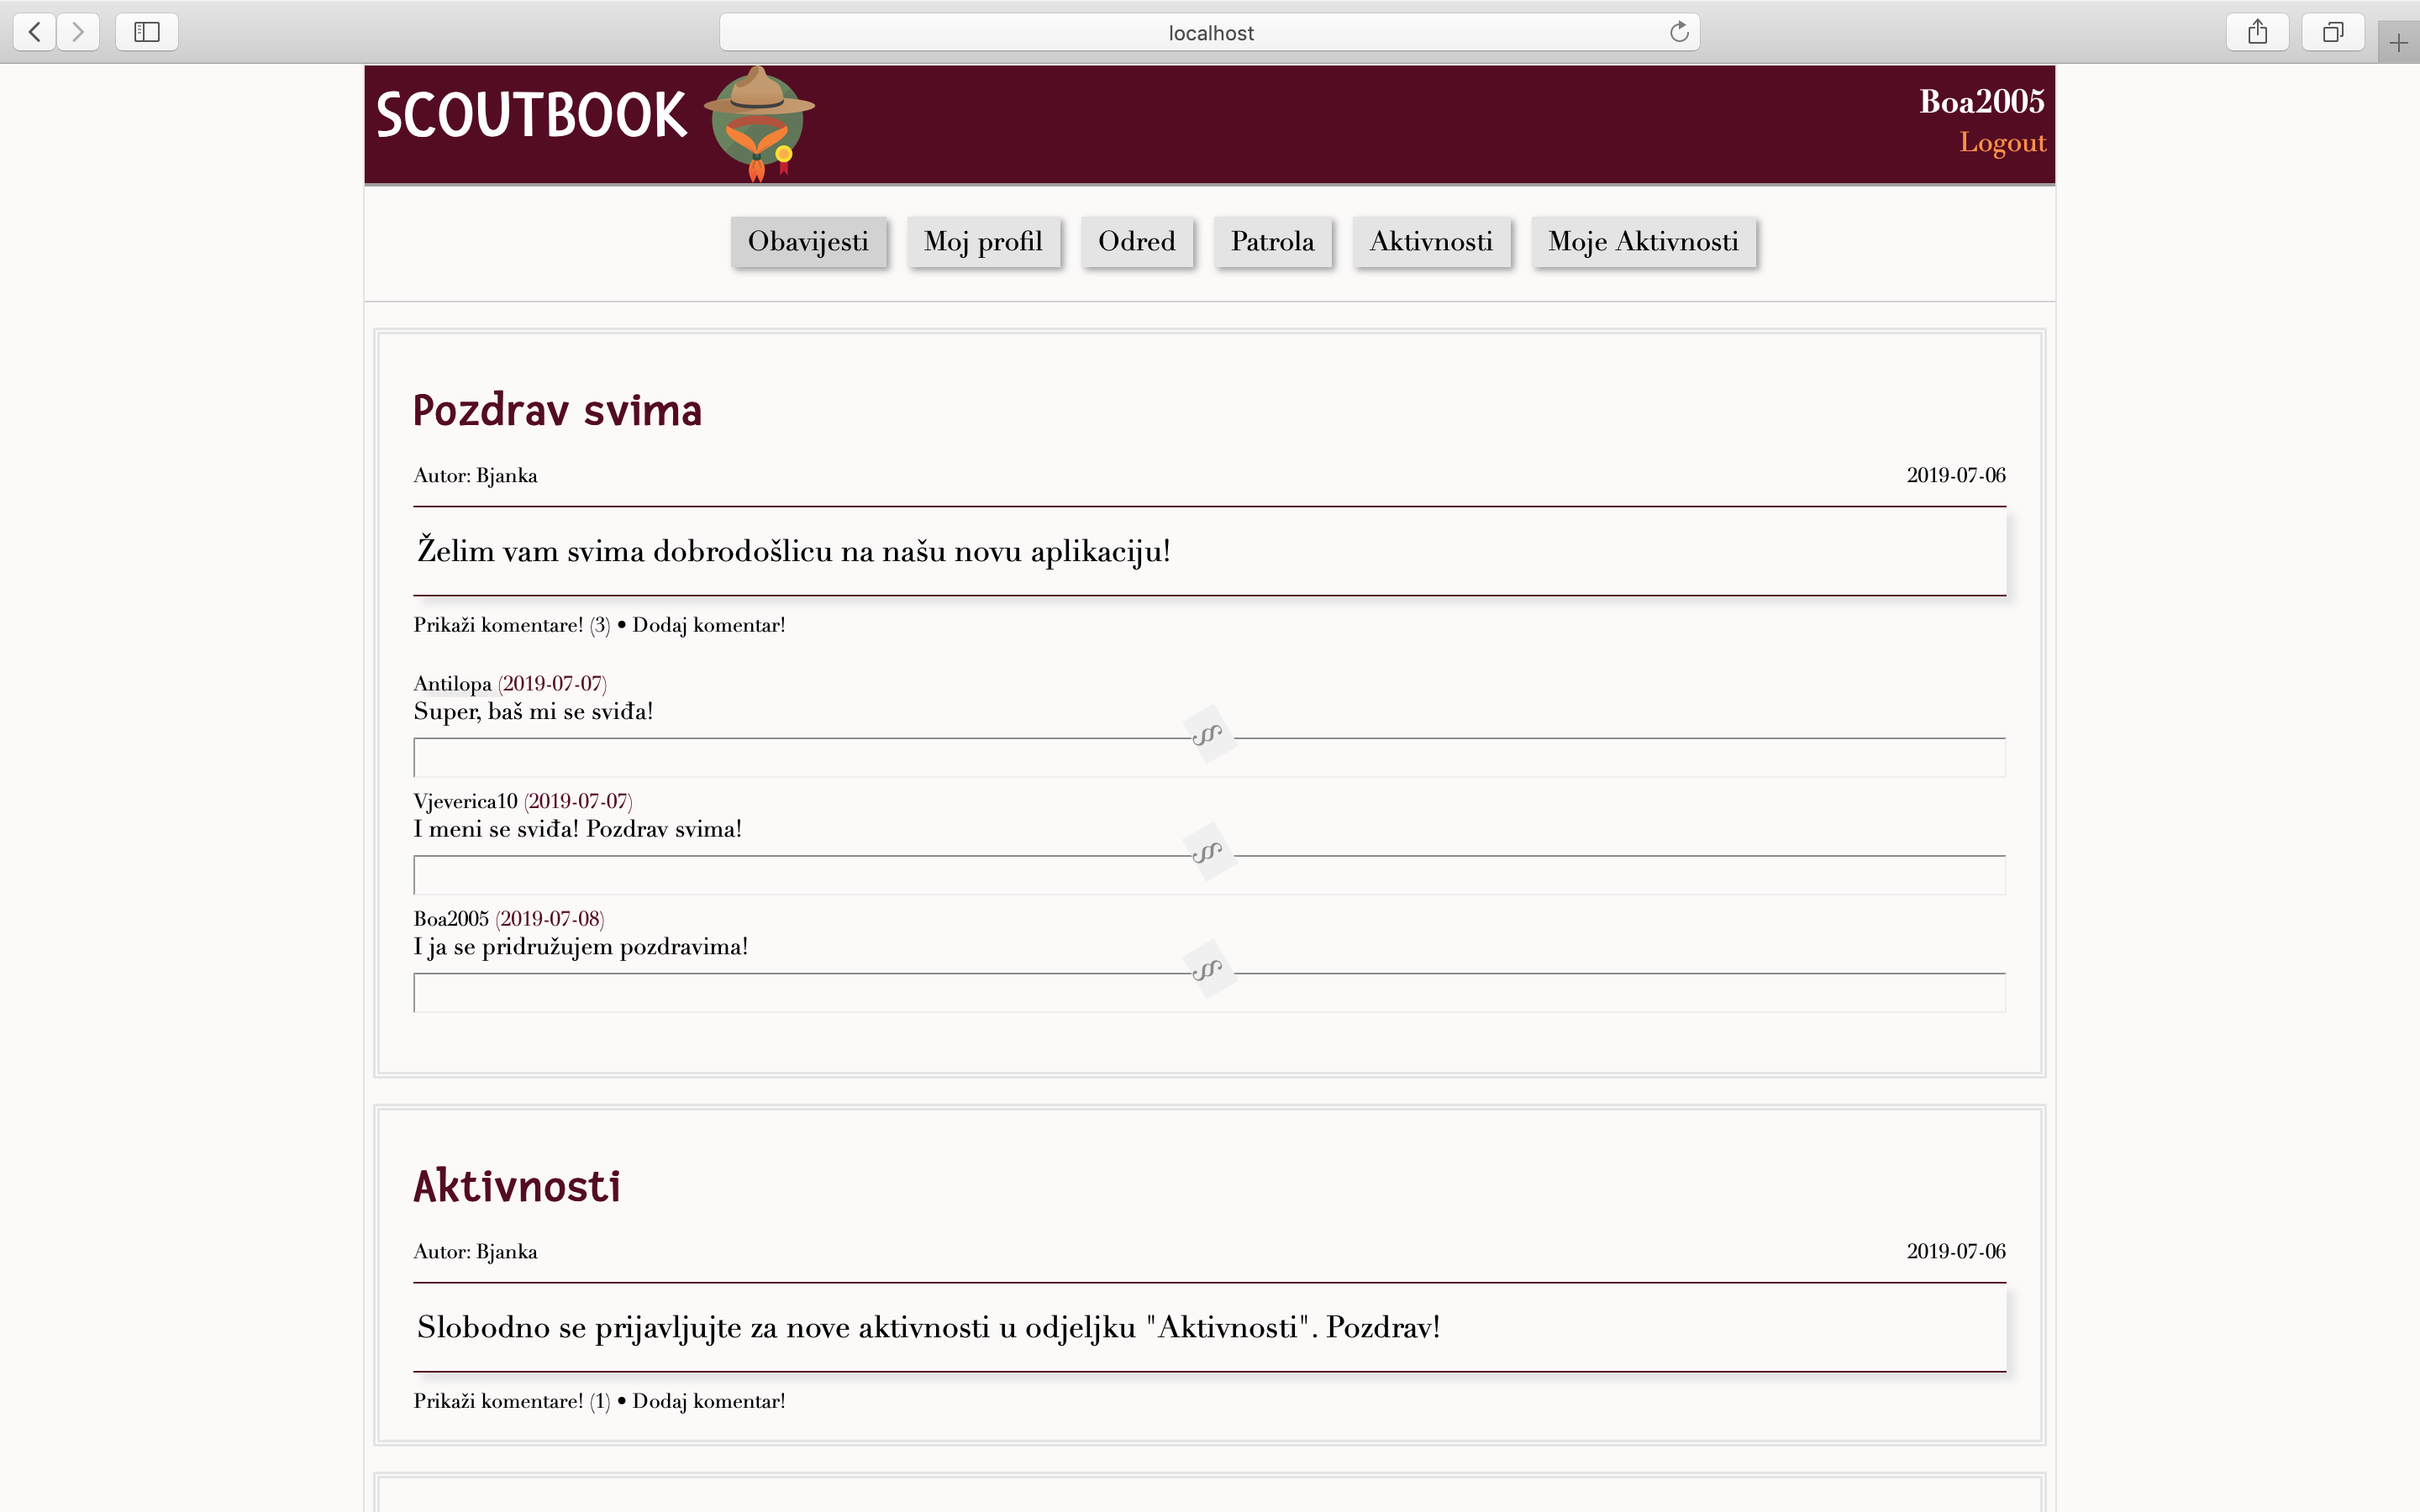 localhost
SCOUTBOOK
Boa2005
Logout
Obavijesti Moj profil Odred Patrola Aktivnosti Moje Aktivnosti
Pozdrav svima
Autor: Bjanka 2019-07-06
Želim vam svima dobrodošlicu na našu novu aplikaciju!
Prikaži komentare! (3) • Dodaj komentar!
Antilopa (2019-07-07)
Super, baš mi se sviđa!
§
Vjeverica10 (2019-07-07)
I meni se sviđa! Pozdrav svima!
§
Boa2005 (2019-07-08)
I ja se pridružujem pozdravima!
§
Aktivnosti
Autor: Bjanka 2019-07-06
Slobodno se prijavljujte za nove aktivnosti u odjeljku "Aktivnosti". Pozdrav!
Prikaži komentare! (1) • Dodaj komentar!